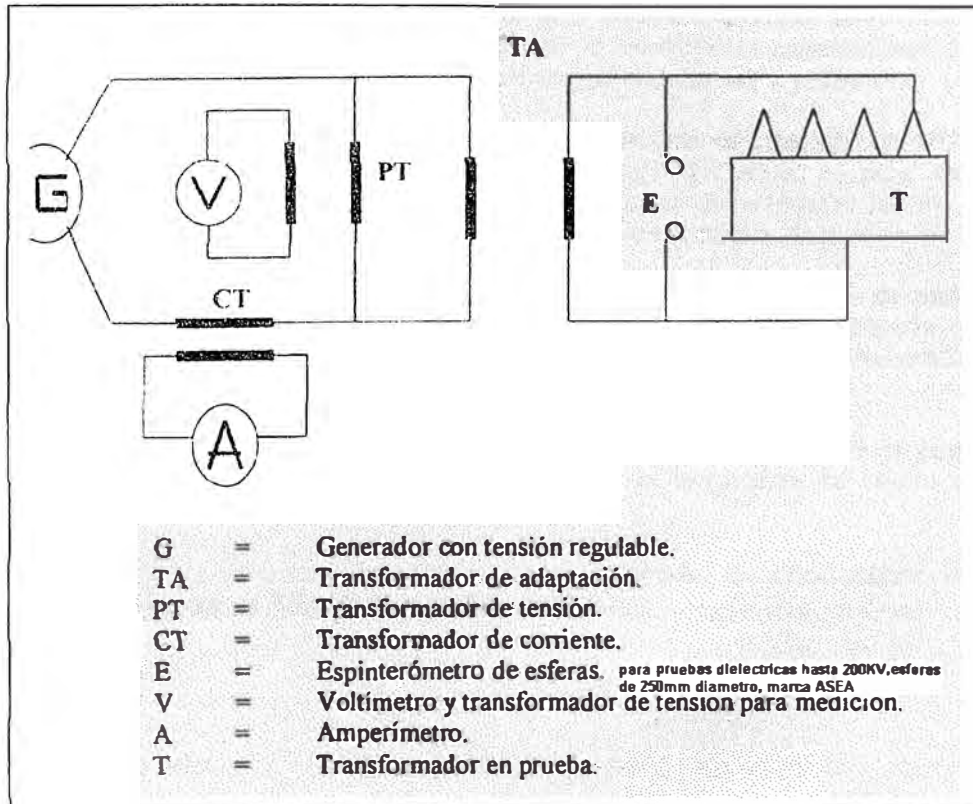 TA
PT
G
V
E
T
CT
A
G = Generador con tensión regulable.
TA = Transformador de adaptación.
PT = Transformador de tensión.
CT = Transformador de corriente.
E = Espinterómetro de esferas. para pruebas dielectricas hasta 200KV,esferas
de 250mm diametro, marca ASEA
V = Voltímetro y transformador de tension para medicion.
A = Amperímetro.
T = Transformador en prueba.